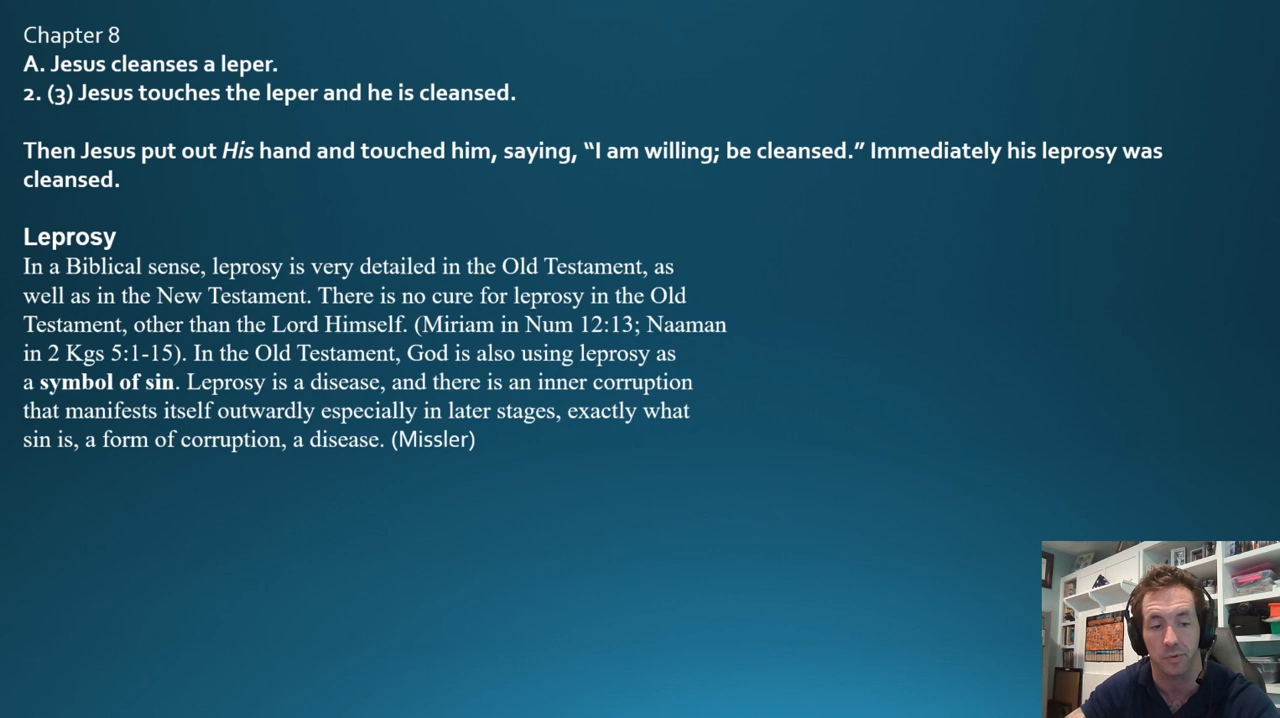 Chapter 8
A. Jesus cleanses a leper.
2. (3) Jesus touches the leper and he is cleansed.
Then Jesus put out His hand and touched him, saying, “I am willing; be cleansed.” Immediately his leprosy was
cleansed.
Leprosy
In a Biblical sense, leprosy is very detailed in the Old Testament, as
well as in the New Testament. There is no cure for leprosy in the Old
Testament, other than the Lord Himself. (Miriam in Num 12:13; Naaman
in 2 Kgs 5:1-15). In the Old Testament, God is also using leprosy as
a symbol of sin. Leprosy is a disease, and there is an inner corruption
that manifests itself outwardly especially in later stages, exactly what
sin is, a form of corruption, a disease. (Missler)